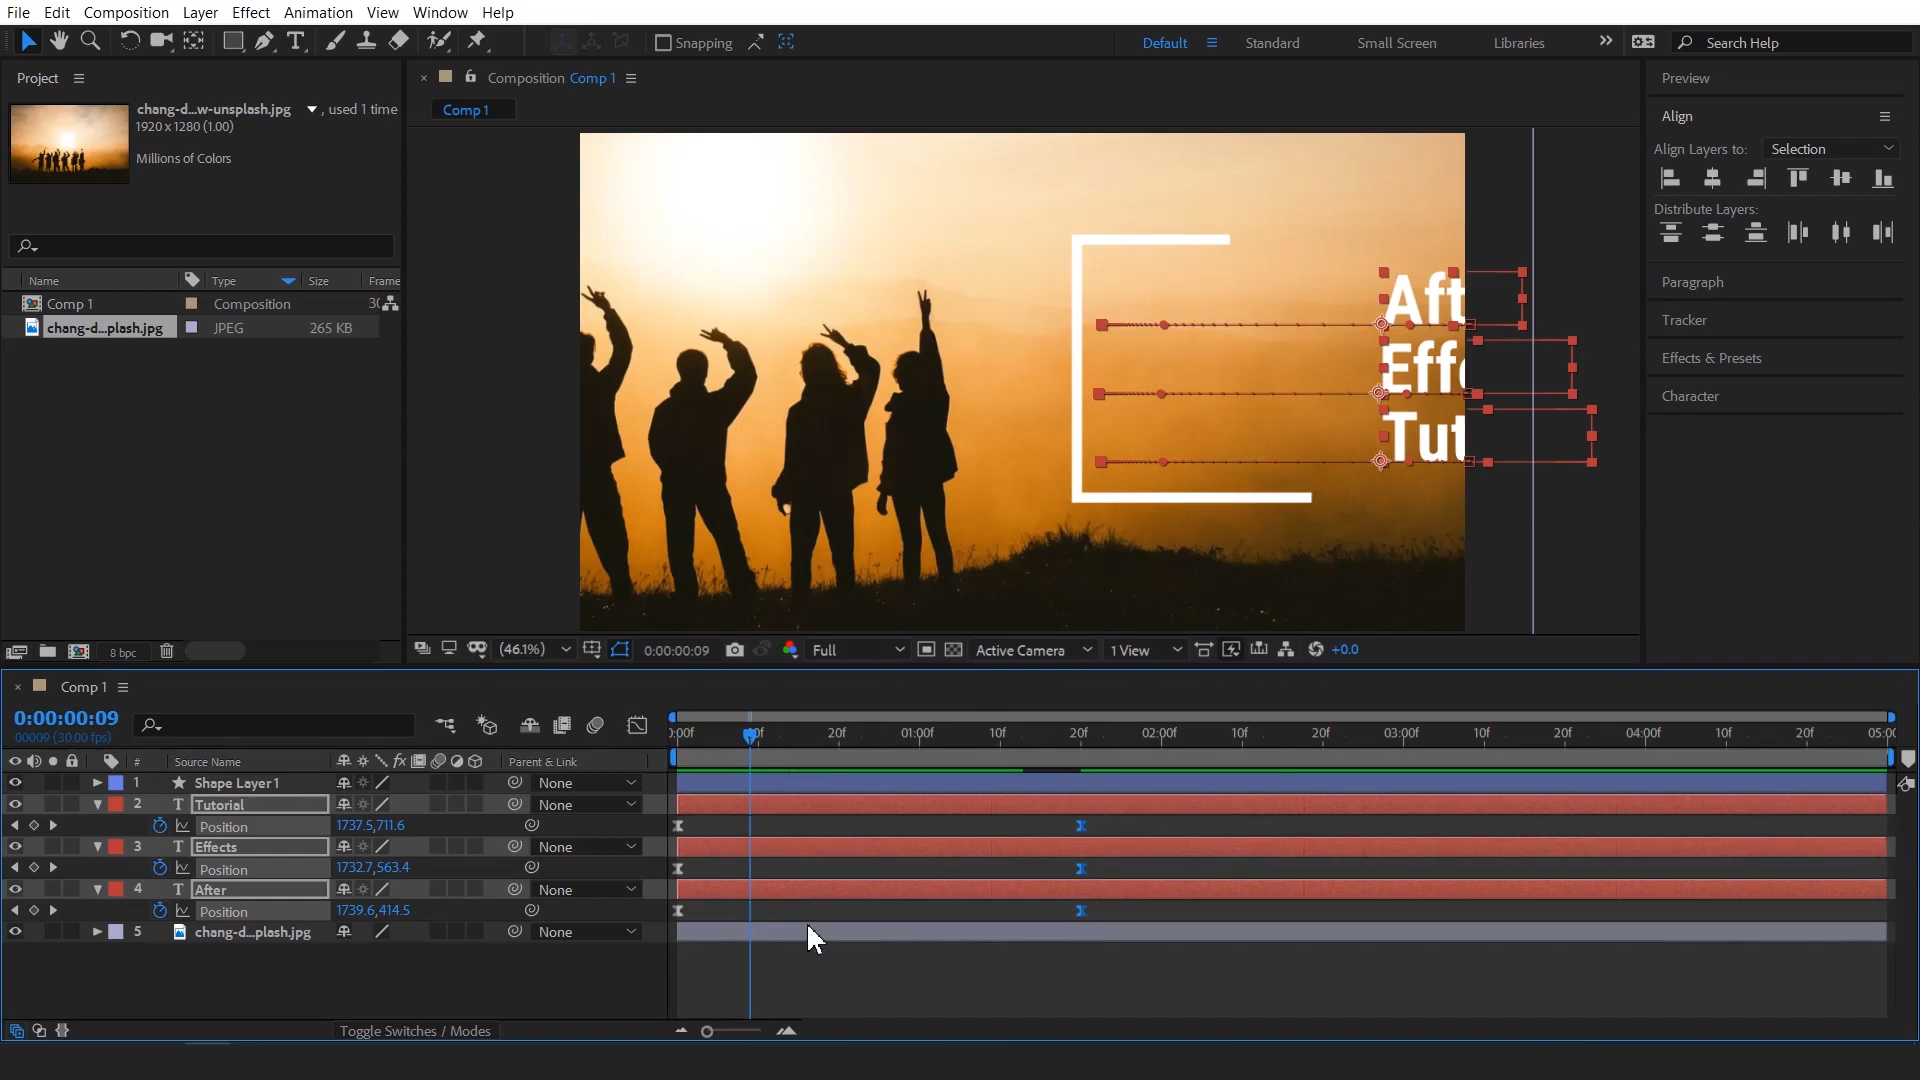 File Edit Composition Layer Effect Animation View Window Help
Snapping
Default Standard Small Screen Libraries Search Help
Project
chang-d...w-unsplash.jpg , used 1 time
1920 x 1280 (1.00)
Millions of Colors
Name Type Size Frame
Comp 1 Composition 30
chang-d...plash.jpg JPEG 265 KB
8 bpc
Composition Comp 1
Comp 1
Aft
Effe
Tut
(46.1%) 0:00:00:09 Full Active Camera 1 View +0.0
Preview
Align
Align Layers to: Selection
Distribute Layers:
Paragraph
Tracker
Effects & Presets
Character
Comp 1
0:00:00:09
00009 (30.00 fps)
0:00f 20f 01:00f 10f 20f 02:00f 10f 20f 03:00f 10f 20f 04:00f 10f 20f 05:00
# Source Name fx Parent & Link
1 Shape Layer 1 None
2 T Tutorial None
Position 1737.5,711.6
3 T Effects None
Position 1732.7,563.4
4 T After None
Position 1739.6,414.5
5 chang-d...plash.jpg None
Toggle Switches / Modes